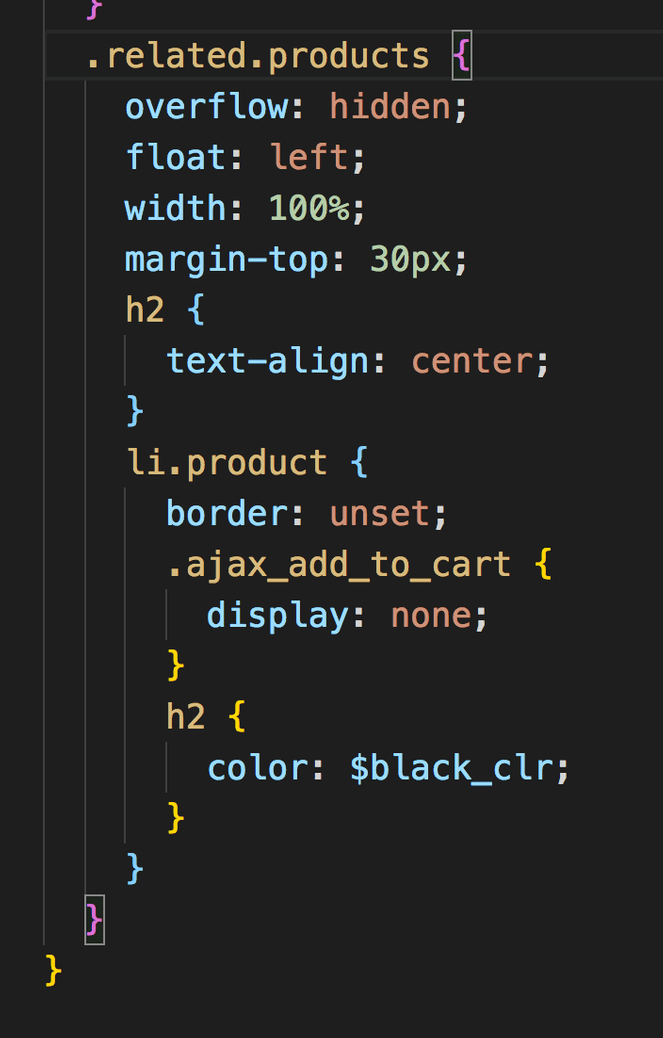 }
.related.products {
overflow: hidden;
float: left;
width: 100%;
margin-top: 30px;
h2 {
text-align: center;
}
li.product {
border: unset;
.ajax_add_to_cart {
display: none;
}
h2 {
color: $black_clr;
}
}
}
}